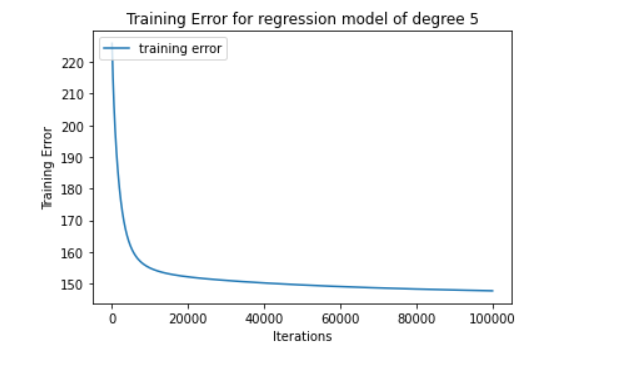 Training Error for regression model of degree 5
training error
220
210
200
190
180
170
160
150
Training Error
0 20000 40000 60000 80000 100000
Iterations